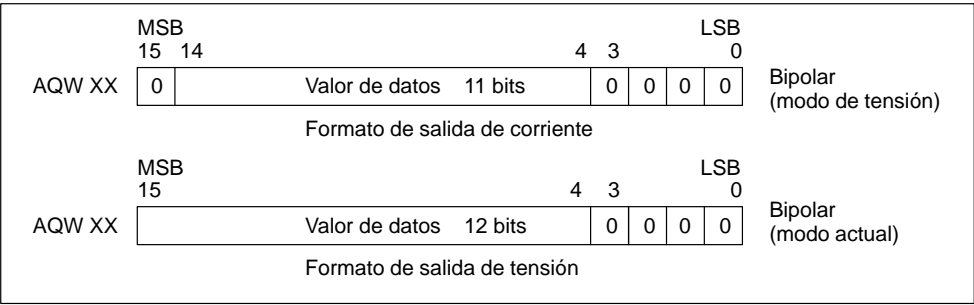 MSB LSB
15 14 4 3 0
AQW XX 0 Valor de datos 11 bits 0 0 0 0 Bipolar
(modo de tensión)
Formato de salida de corriente
MSB LSB
15 4 3 0
AQW XX Valor de datos 12 bits 0 0 0 0 Bipolar
(modo actual)
Formato de salida de tensión